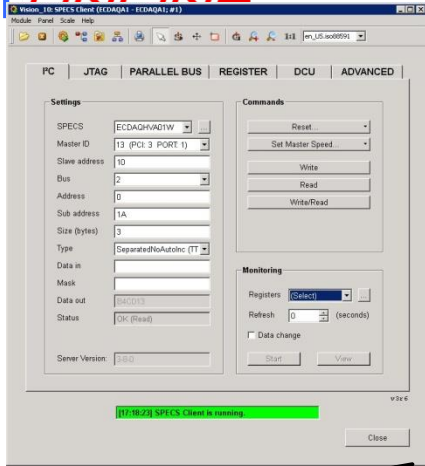 Vision_10: SPECS Client (ECDAQA1 - ECDAQA1; #1)
Module Panel Scale Help
1:1 en_US.iso88591
I²C JTAG PARALLEL BUS REGISTER DCU ADVANCED
Settings
SPECS ECDAQHVA01W ...
Master ID 13 (PCI: 3 PORT: 1)
Slave address 10
Bus 2
Address 0
Sub address 1A
Size (bytes) 3
Type SeparatedNoAutoInc (TT
Data in
Mask
Data out B4C013
Status OK (Read)
Server Version:
Commands
Reset...
Set Master Speed...
Write
Read
Write/Read
Monitoring
Registers (Select) ...
Refresh 0 (seconds)
Data change
Start View
v3r6
[17:18:23] SPECS Client is running.
Close